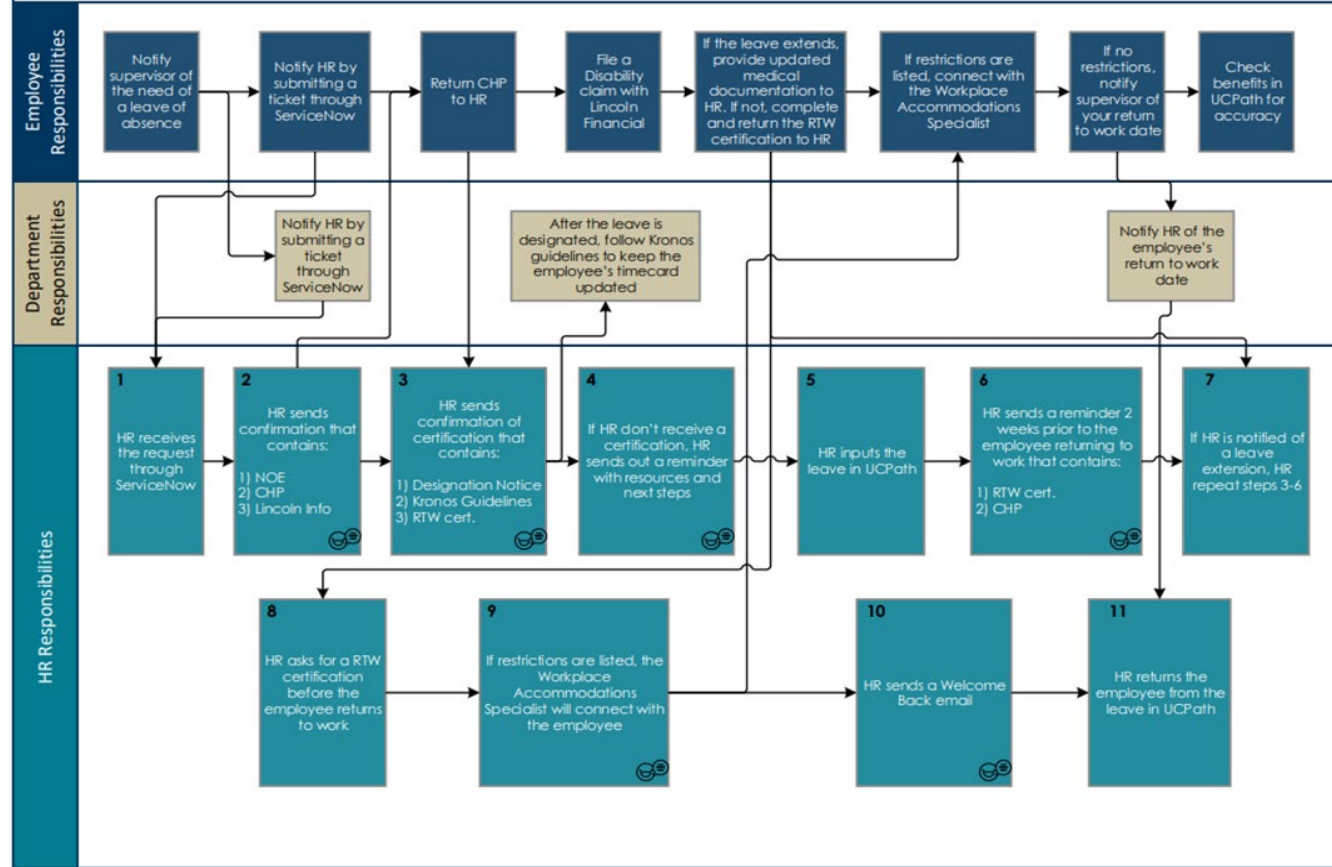 Employee
Responsibilities
Notify
supervisor of
the need of
a leave of
absence
Notify HR by
submitting a
ticket through
ServiceNow
Return CHP
to HR
File a
Disability
claim with
Lincoln
Financial
If the leave extends,
provide updated
medical
documentation to
HR. If not, complete
and return the RTW
certification to HR
If restrictions are
listed, connect with
the Workplace
Accommodations
Specialist
If no
restrictions,
notify
supervisor of
your return
to work date
Check
benefits in
UCPath for
accuracy
Department
Responsibilities
Notify HR by
submitting a
ticket
through
ServiceNow
After the leave is
designated, follow Kronos
guidelines to keep the
employee's timecard
updated
Notify HR of the
employee's
return to work
date
HR Responsibilities
1
HR receives
the request
through
ServiceNow
2
HR sends
confirmation that
contains:
1) NOE
2) CHP
3) Lincoln Info
3
HR sends
confirmation of
certification that
contains:
1) Designation Notice
2) Kronos Guidelines
3) RTW cert.
4
If HR don't receive a
certification, HR
sends out a reminder
with resources and
next steps
5
HR inputs the
leave in UCPath
6
HR sends a reminder 2
weeks prior to the
employee returning to
work that contains:
1) RTW cert.
2) CHP
7
If HR is notified of
a leave extension, HR
repeat steps 3-6
8
HR asks for a RTW
certification
before the
employee returns
to work
9
If restrictions are listed, the
Workplace
Accommodations
Specialist will connect with
the employee
10
HR sends a Welcome
Back email
11
HR returns the
employee from the
leave in UCPath